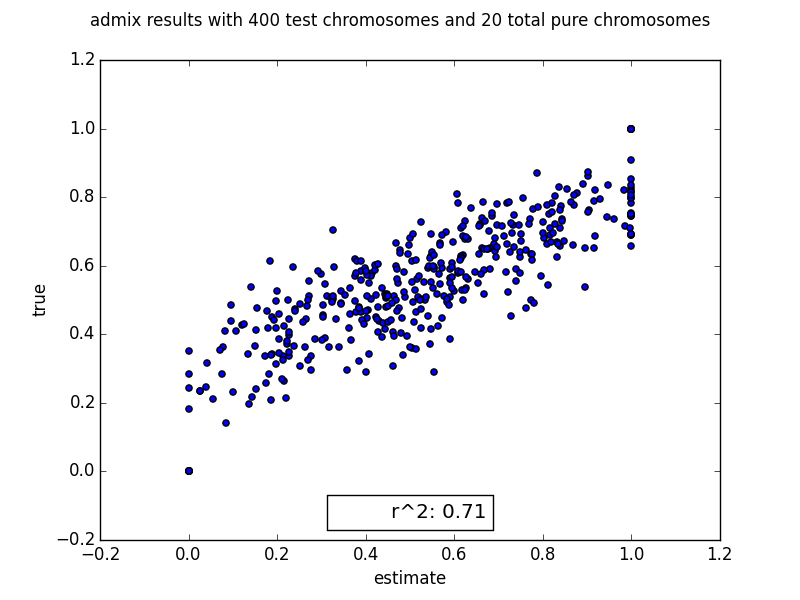 admix results with 400 test chromosomes and 20 total pure chromosomes
1.2
1.0
0.8
0.6
0.4
0.2
0.0
−0.2
true
−0.2 0.0 0.2 0.4 0.6 0.8 1.0 1.2
estimate
r^2: 0.71